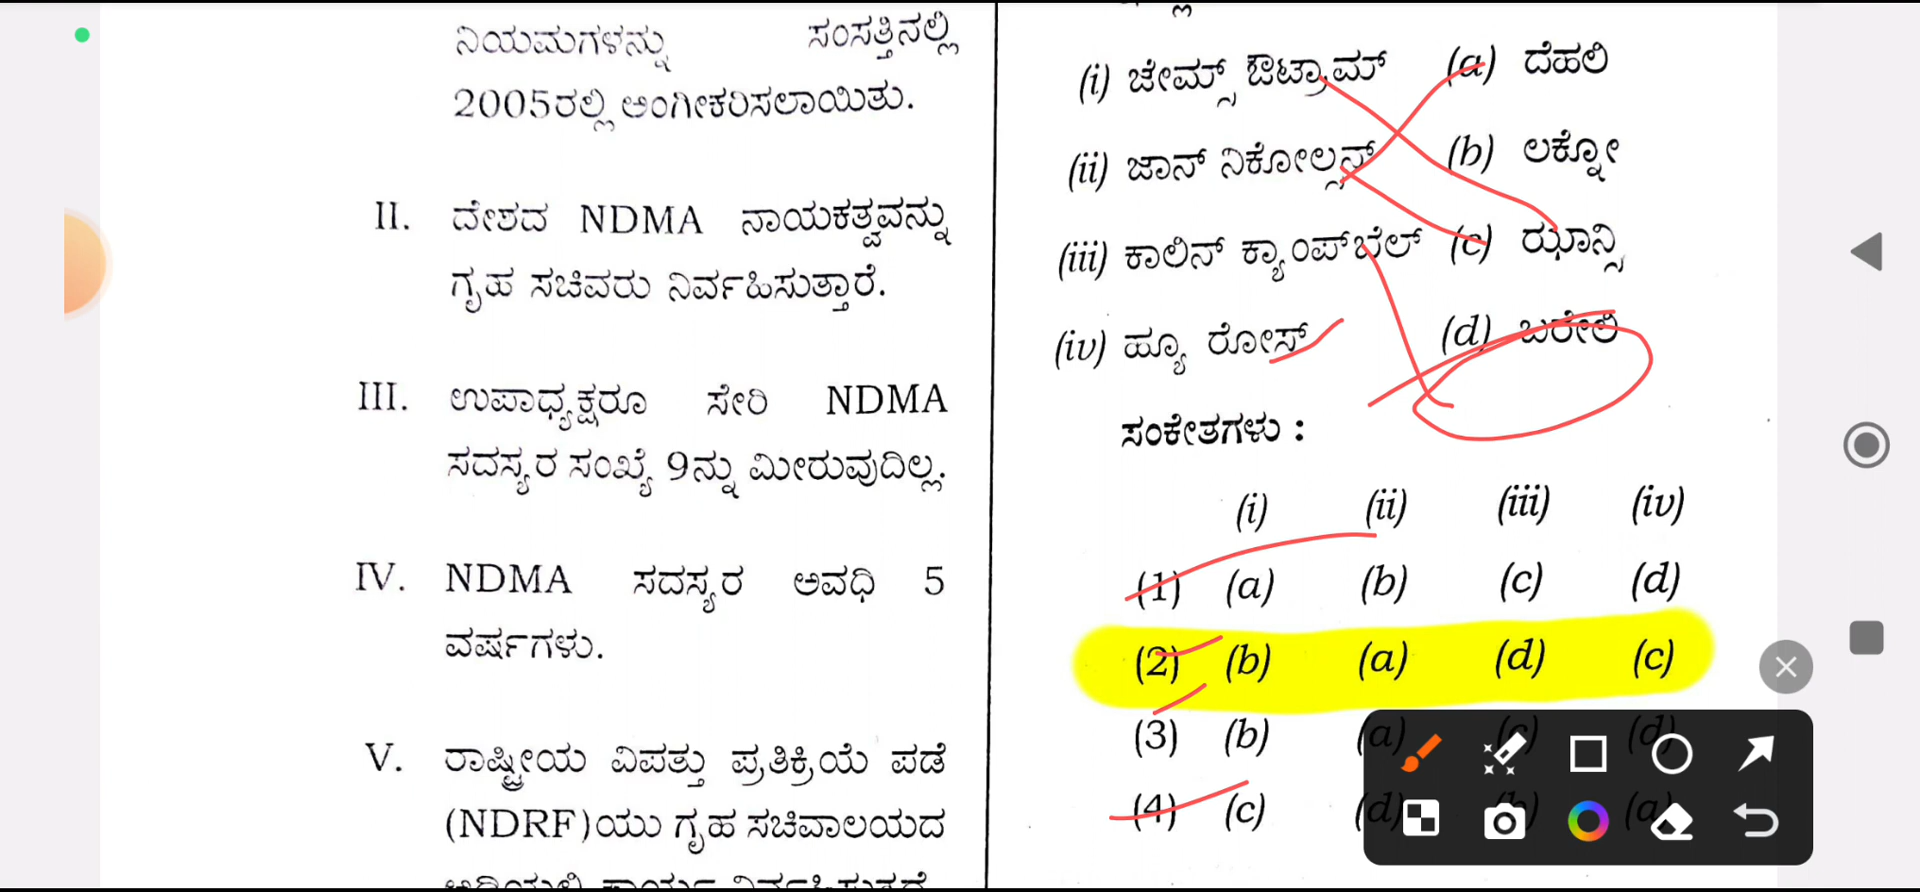 ನಿಯಮಗಳನ್ನು ಸಂಸತ್ತಿನಲ್ಲಿ
2005ರಲ್ಲಿ ಅಂಗೀಕರಿಸಲಾಯಿತು.
II. ದೇಶದ NDMA ನಾಯಕತ್ವವನ್ನು
ಗೃಹ ಸಚಿವರು ನಿರ್ವಹಿಸುತ್ತಾರೆ.
III. ಉಪಾಧ್ಯಕ್ಷರೂ ಸೇರಿ NDMA
ಸದಸ್ಯರ ಸಂಖ್ಯೆ 9ನ್ನು ಮೀರುವುದಿಲ್ಲ.
IV. NDMA ಸದಸ್ಯರ ಅವಧಿ 5
ವರ್ಷಗಳು.
V. ರಾಷ್ಟ್ರೀಯ ವಿಪತ್ತು ಪ್ರತಿಕ್ರಿಯೆ ಪಡೆ
(NDRF)ಯು ಗೃಹ ಸಚಿವಾಲಯದ
(i) ಜೇಮ್ಸ್ ಔಟ್ರಾಮ್ (a) ದೆಹಲಿ
(ii) ಜಾನ್ ನಿಕೋಲ್ಸನ್ (b) ಲಕ್ನೋ
(iii) ಕಾಲಿನ್ ಕ್ಯಾಂಪ್‌ಬೆಲ್ (c) ಝಾನ್ಸಿ
(iv) ಹ್ಯೂ ರೋಸ್ (d) ಬರೇಲಿ
ಸಂಕೇತಗಳು :
(i) (ii) (iii) (iv)
(1) (a) (b) (c) (d)
(2) (b) (a) (d) (c)
(3) (b) (a) (c) (d)
(4) (c) (d) (b) (a)